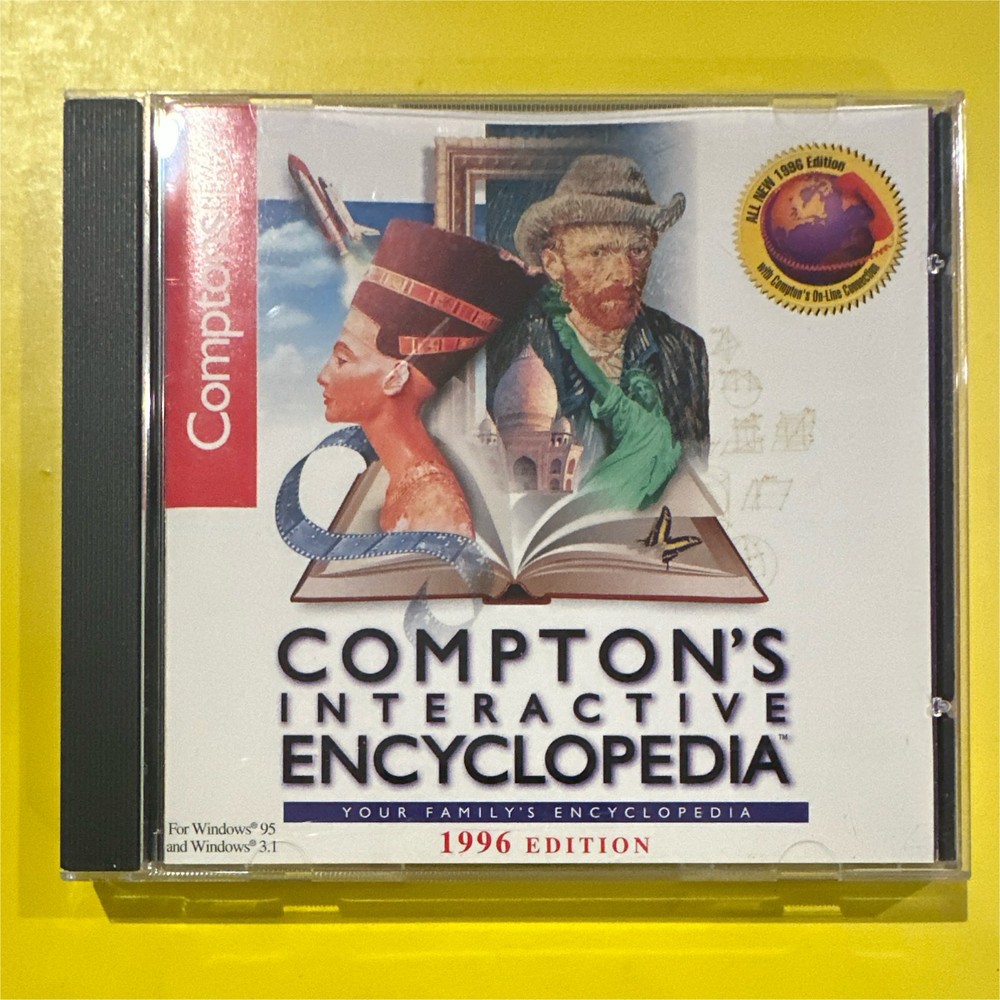 Compton's
ALL NEW 1996 Edition
with Compton's On-Line Connection
COMPTON'S
INTERACTIVE
ENCYCLOPEDIA™
YOUR FAMILY'S ENCYCLOPEDIA
1996 EDITION
For Windows® 95
and Windows® 3.1